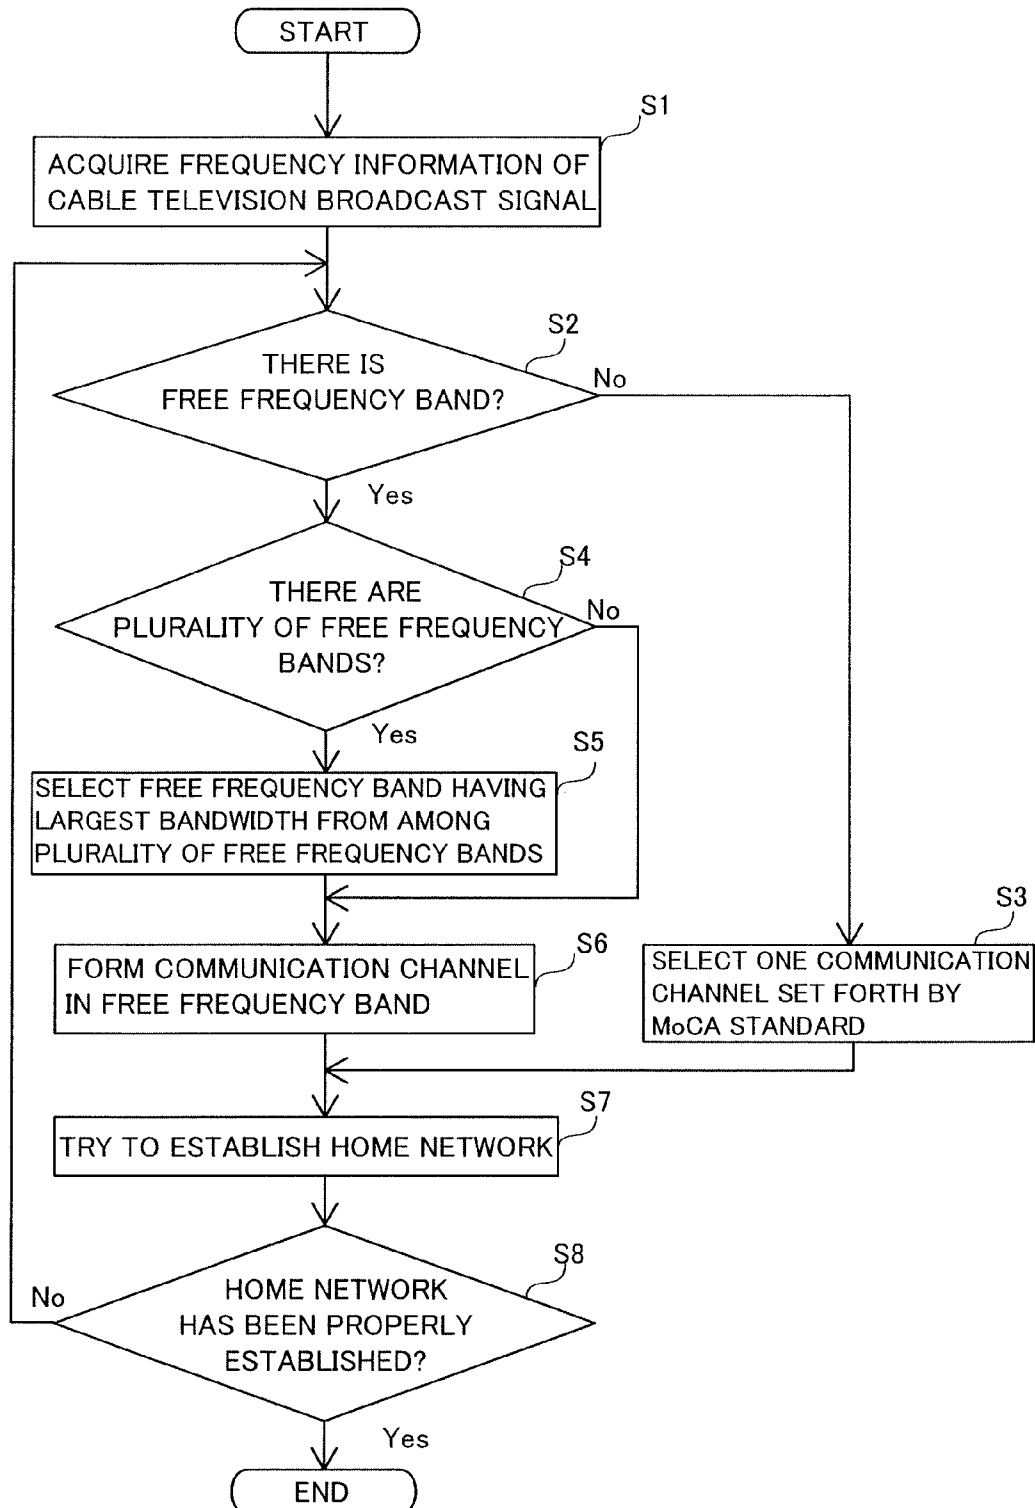 START
S1
ACQUIRE FREQUENCY INFORMATION OF
CABLE TELEVISION BROADCAST SIGNAL
S2
THERE IS
FREE FREQUENCY BAND?
No
Yes
S4
THERE ARE
PLURALITY OF FREE FREQUENCY
BANDS?
No
Yes
S5
SELECT FREE FREQUENCY BAND HAVING
LARGEST BANDWIDTH FROM AMONG
PLURALITY OF FREE FREQUENCY BANDS
S6
FORM COMMUNICATION CHANNEL
IN FREE FREQUENCY BAND
S3
SELECT ONE COMMUNICATION
CHANNEL SET FORTH BY
MoCA STANDARD
S7
TRY TO ESTABLISH HOME NETWORK
S8
HOME NETWORK
HAS BEEN PROPERLY
ESTABLISHED?
No
Yes
END